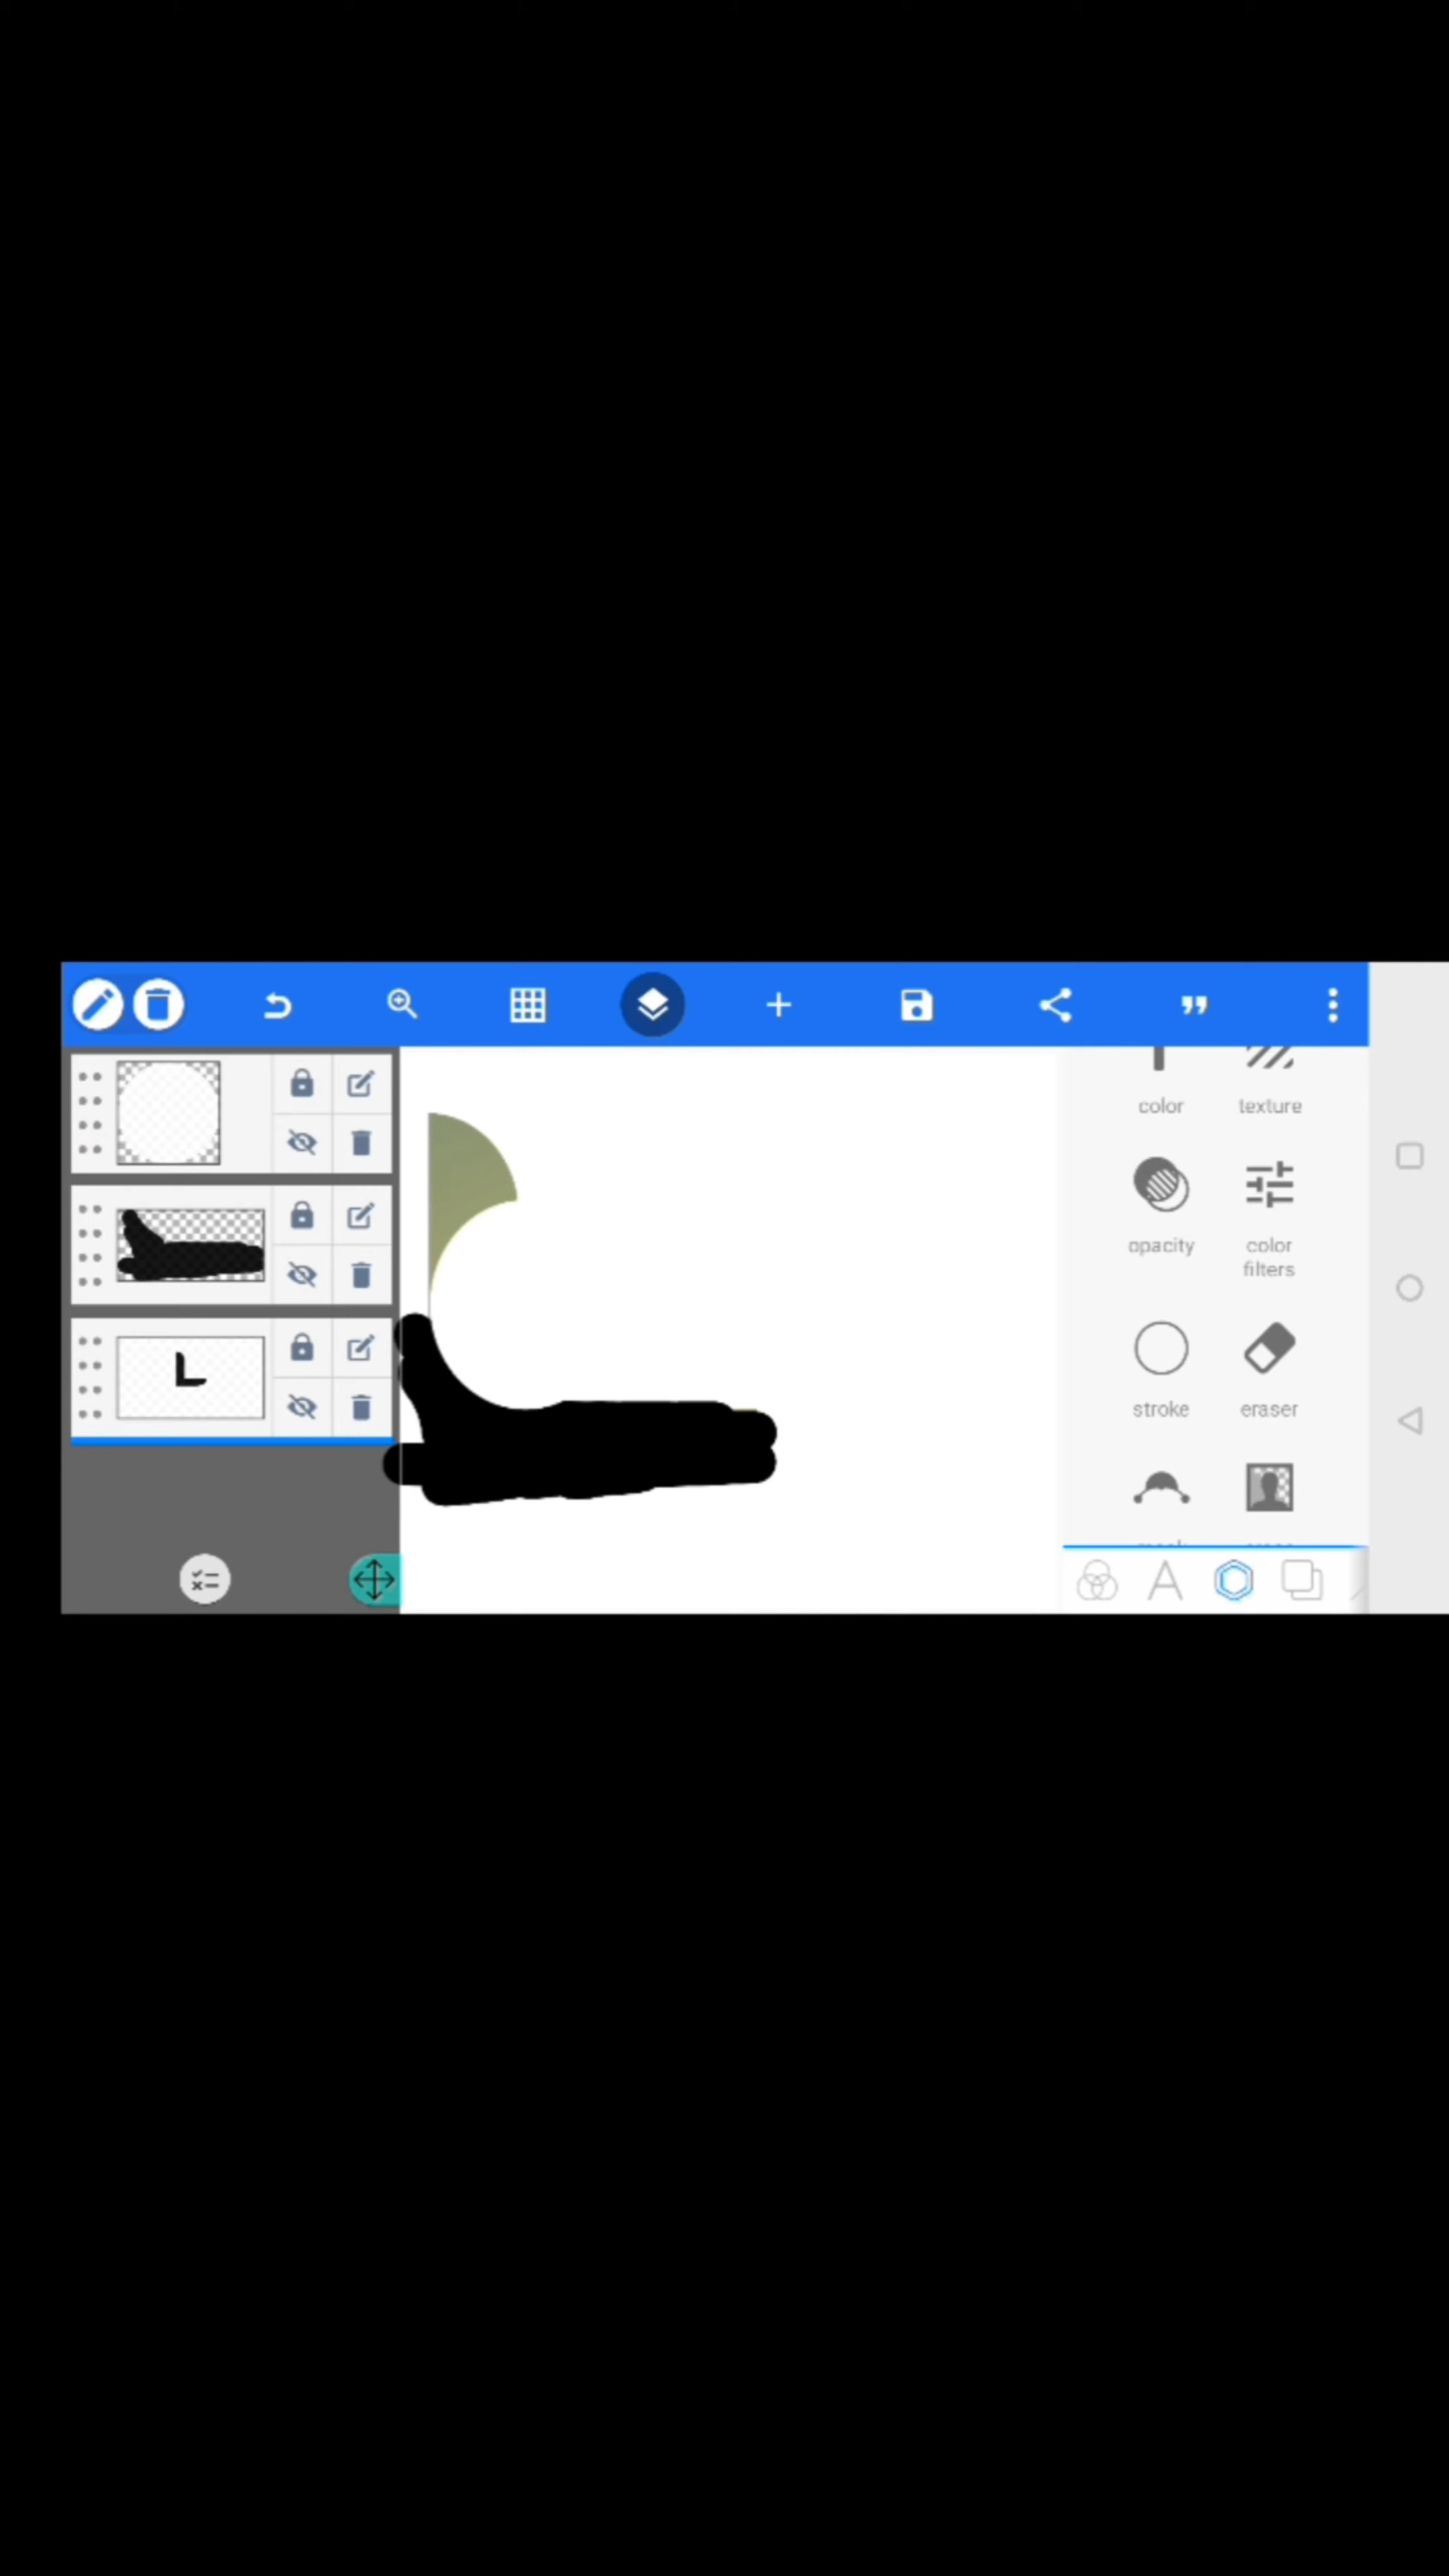 color texture
opacity color
filters
stroke eraser